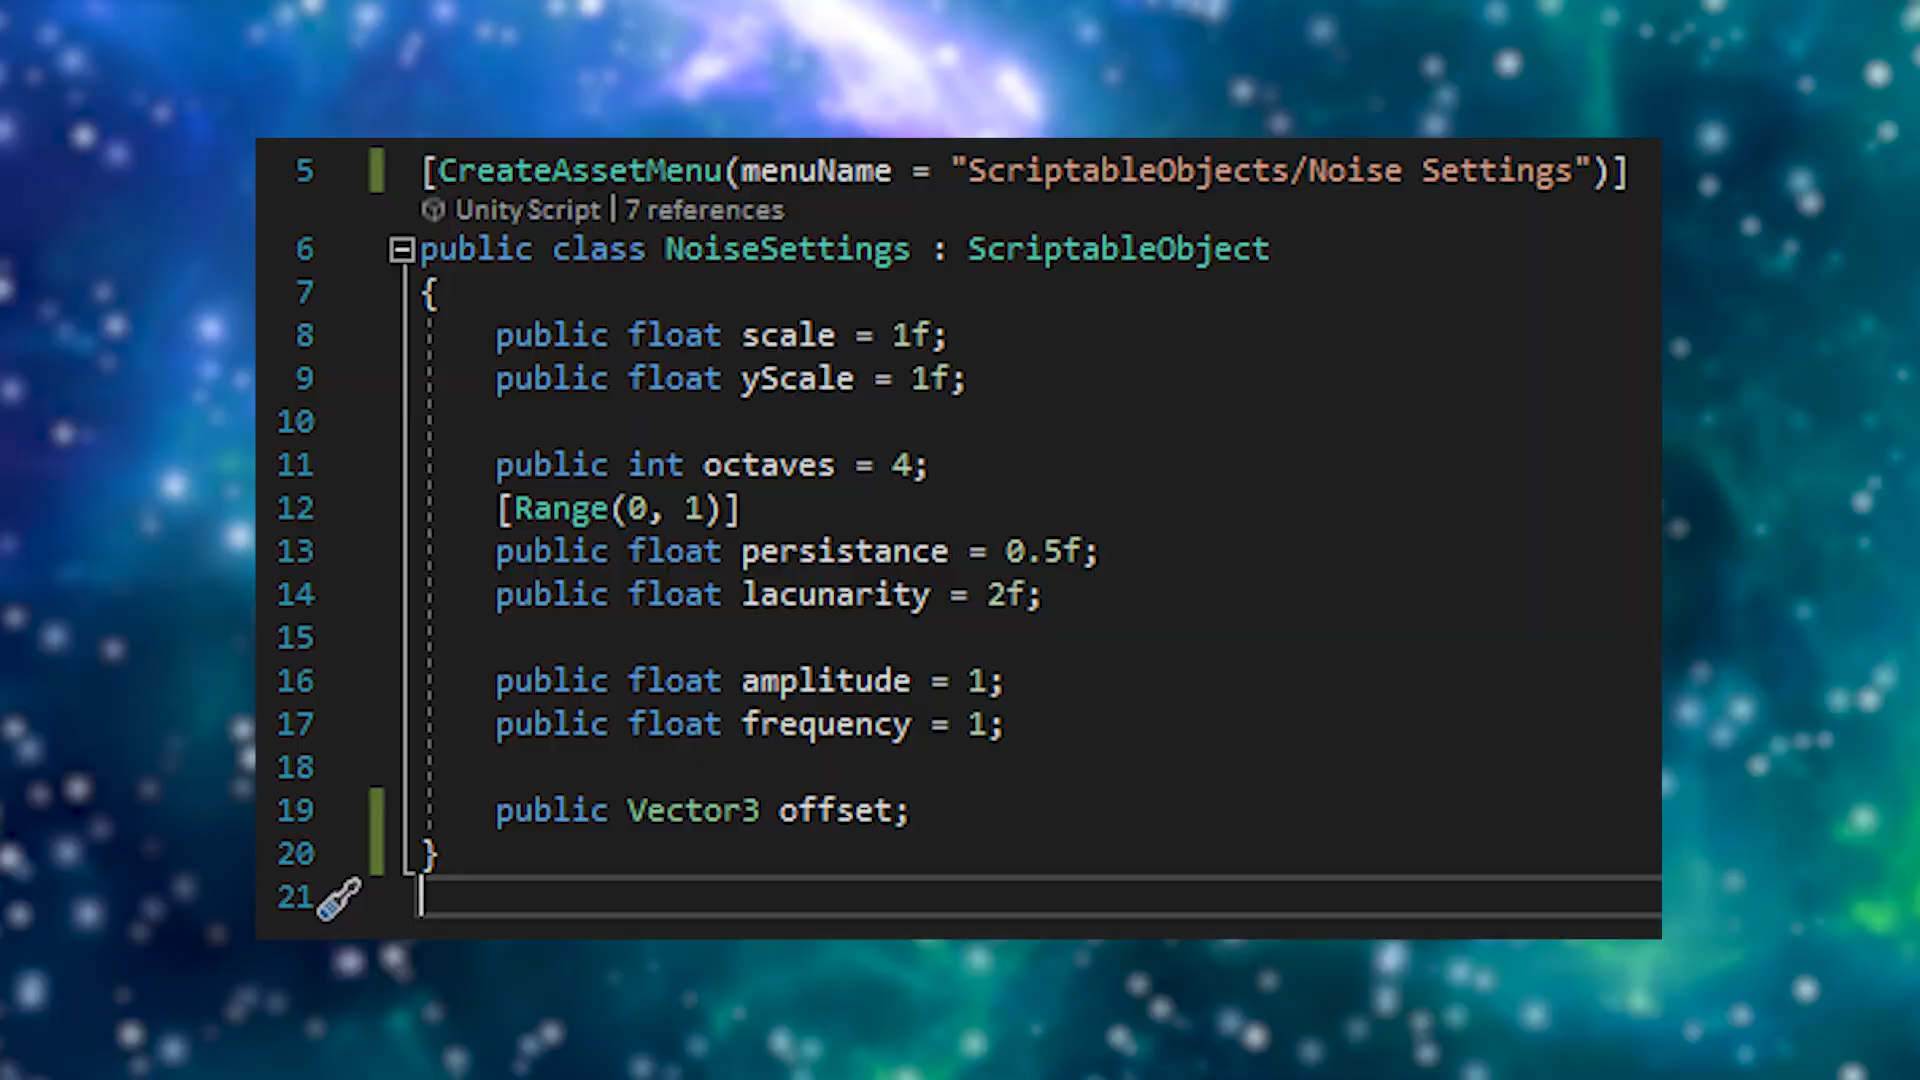 5 [CreateAssetMenu(menuName = "ScriptableObjects/Noise Settings")]
Unity Script | 7 references
6 public class NoiseSettings : ScriptableObject
7 {
8 public float scale = 1f;
9 public float yScale = 1f;
10
11 public int octaves = 4;
12 [Range(0, 1)]
13 public float persistance = 0.5f;
14 public float lacunarity = 2f;
15
16 public float amplitude = 1;
17 public float frequency = 1;
18
19 public Vector3 offset;
20 }
21